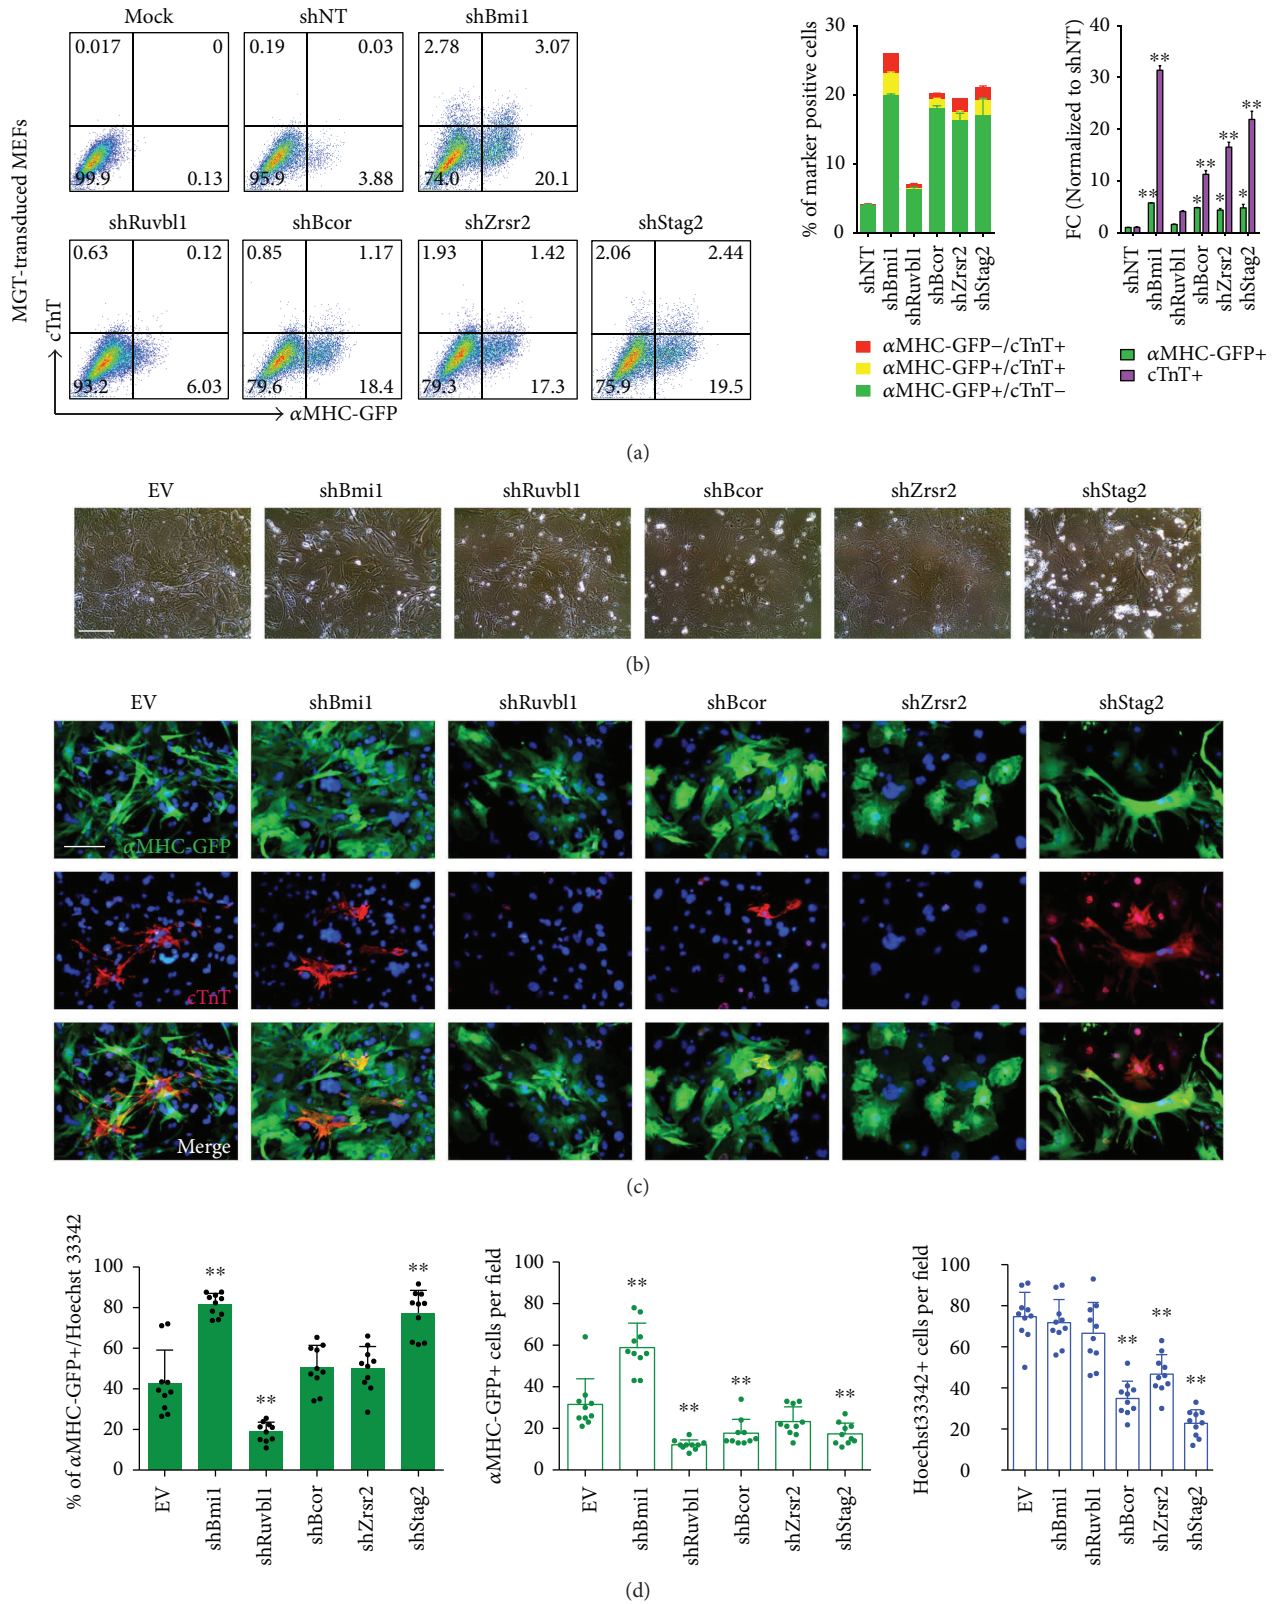 Mock
shNT
shBmi1
0.017
0
0.19
0.03
2.78
3.07
99.9
0.13
95.9
3.88
74.0
20.1
shRuvbl1
shBcor
shZrsr2
shStag2
0.63
0.12
0.85
1.17
1.93
1.42
2.06
2.44
93.2
6.03
79.6
18.4
79.3
17.3
75.9
19.5
MGT-transduced MEFs
cTnT
αMHC-GFP
% of marker positive cells
30
20
10
0
shNT
shBmi1
shRuvbl1
shBcor
shZrsr2
shStag2
αMHC-GFP−/cTnT+
αMHC-GFP+/cTnT+
αMHC-GFP+/cTnT−
FC (Normalized to shNT)
40
30
20
10
0
**
**
**
*
**
*
**
*
shNT
shBmi1
shRuvbl1
shBcor
shZrsr2
shStag2
αMHC-GFP+
cTnT+
(a)
EV
shBmi1
shRuvbl1
shBcor
shZrsr2
shStag2
(b)
EV
shBmi1
shRuvbl1
shBcor
shZrsr2
shStag2
αMHC-GFP
cTnT
Merge
(c)
% of αMHC-GFP+/Hoechst 33342
100
80
60
40
20
0
**
**
**
EV
shBmi1
shRuvbl1
shBcor
shZrsr2
shStag2
αMHC-GFP+ cells per field
100
80
60
40
20
0
**
**
**
**
EV
shBmi1
shRuvbl1
shBcor
shZrsr2
shStag2
Hoechst33342+ cells per field
100
80
60
40
20
0
**
**
**
EV
shBmi1
shRuvbl1
shBcor
shZrsr2
shStag2
(d)